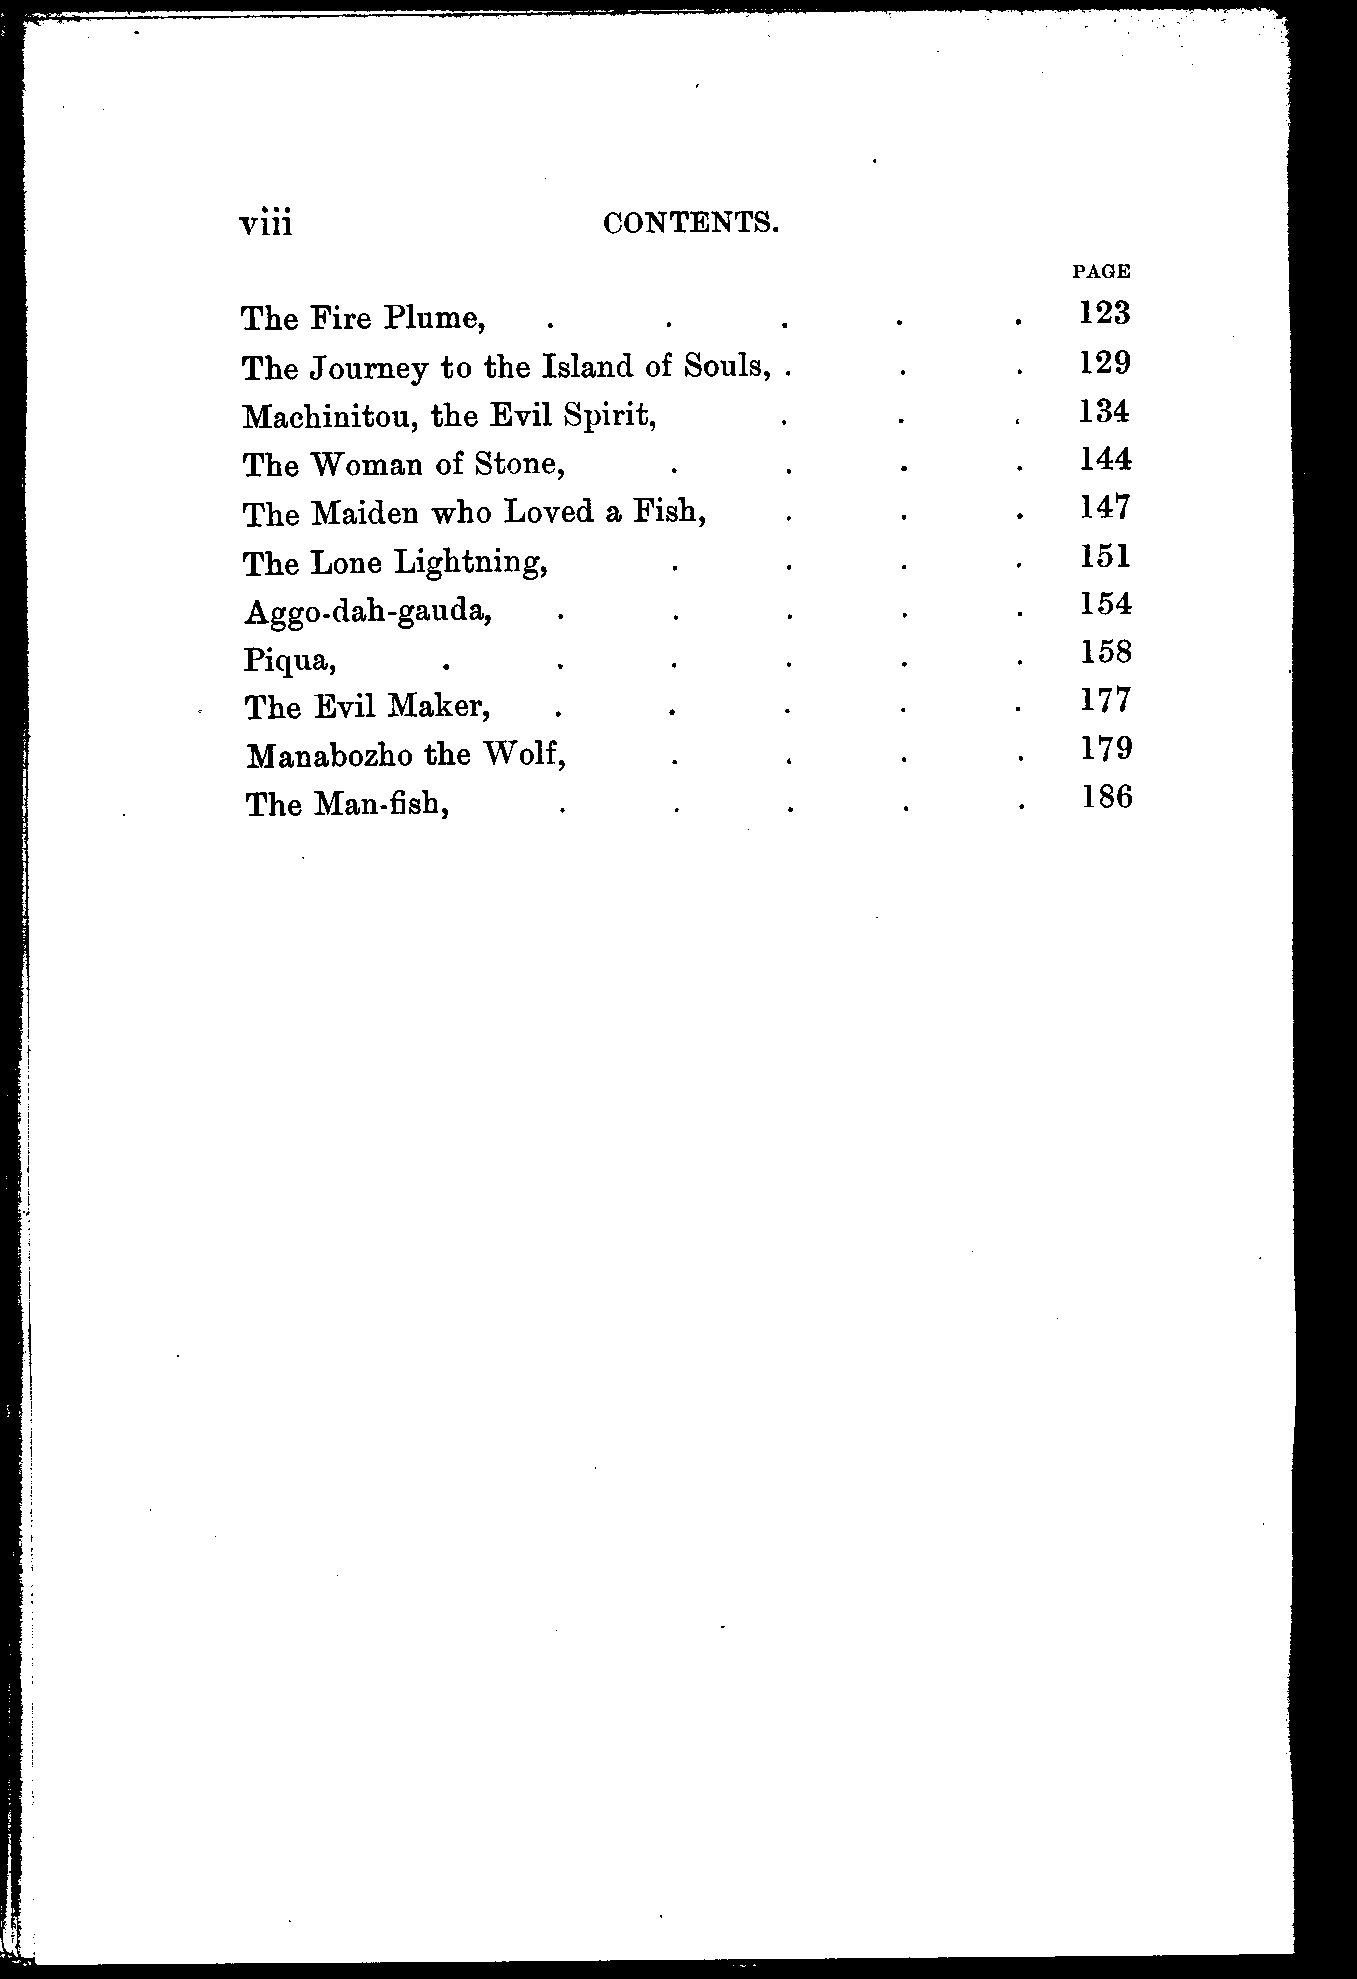 viii CONTENTS.
PAGE
The Fire Plume, . . . . . 123
The Journey to the Island of Souls, . . . 129
Machinitou, the Evil Spirit, . . . 134
The Woman of Stone, . . . . 144
The Maiden who Loved a Fish, . . . 147
The Lone Lightning, . . . . 151
Aggo-dah-gauda, . . . . . 154
Piqua, . . . . . . 158
The Evil Maker, . . . . . 177
Manabozho the Wolf, . . . . 179
The Man-fish, . . . . . 186